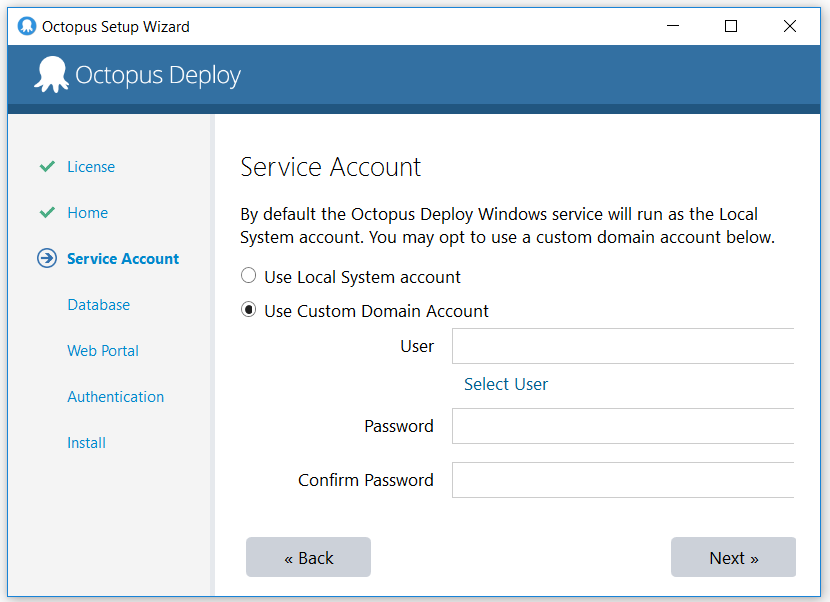 Octopus Setup Wizard
Octopus Deploy
License
Home
Service Account
Database
Web Portal
Authentication
Install
Service Account
By default the Octopus Deploy Windows service will run as the Local
System account. You may opt to use a custom domain account below.
Use Local System account
Use Custom Domain Account
User
Select User
Password
Confirm Password
« Back
Next »